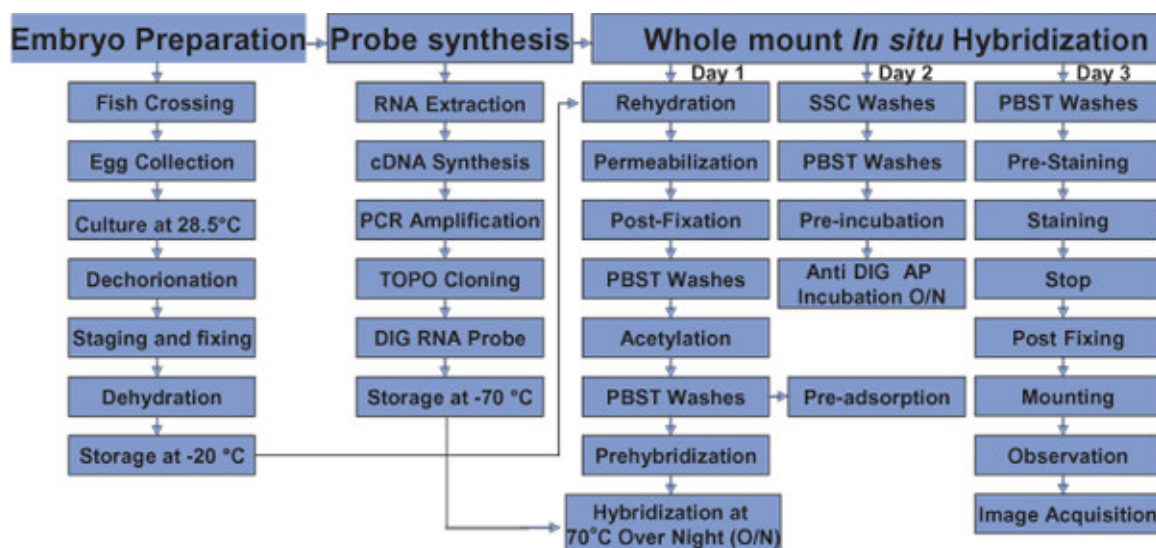 Embryo Preparation
Fish Crossing
Egg Collection
Culture at 28.5°C
Dechorionation
Staging and fixing
Dehydration
Storage at -20 °C
Probe synthesis
RNA Extraction
cDNA Synthesis
PCR Amplification
TOPO Cloning
DIG RNA Probe
Storage at -70 °C
Whole mount In situ Hybridization
Day 1
Rehydration
Permeabilization
Post-Fixation
PBST Washes
Acetylation
PBST Washes
Prehybridization
Hybridization at
70°C Over Night (O/N)
Day 2
SSC Washes
PBST Washes
Pre-incubation
Anti DIG AP
Incubation O/N
Pre-adsorption
Day 3
PBST Washes
Pre-Staining
Staining
Stop
Post Fixing
Mounting
Observation
Image Acquisition